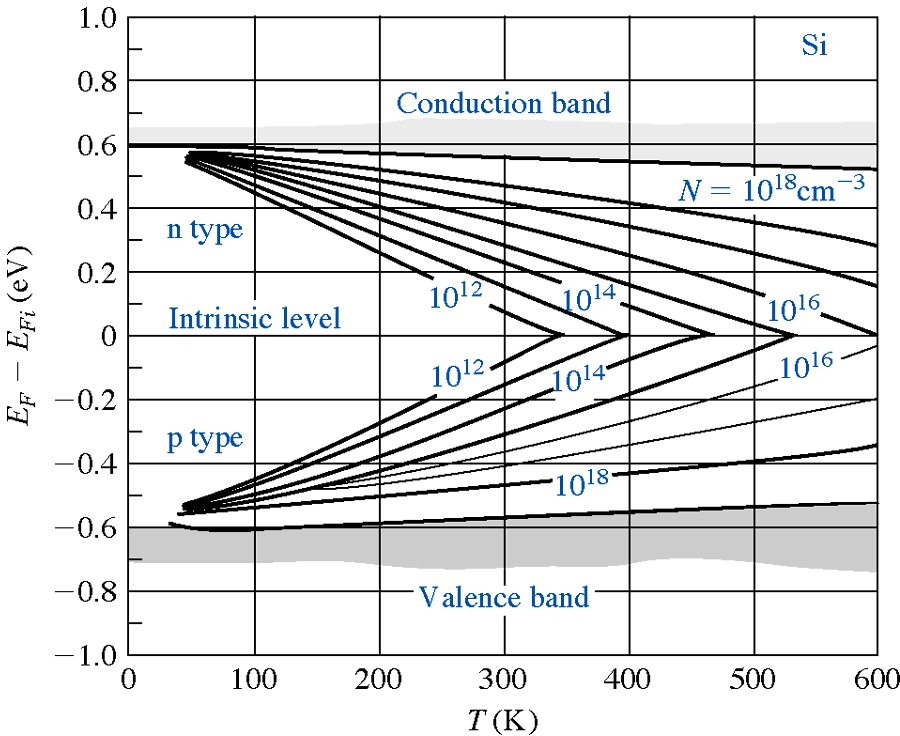 1.0
Si
0.8
Conduction band
0.6
N = 10¹⁸cm⁻³
0.4
n type
0.2
10¹²
10¹⁴
10¹⁶
Intrinsic level
0
E_F − E_Fi (eV)
10¹²
10¹⁴
10¹⁶
−0.2
p type
−0.4
10¹⁸
−0.6
Valence band
−0.8
−1.0
0 100 200 300 400 500 600
T (K)